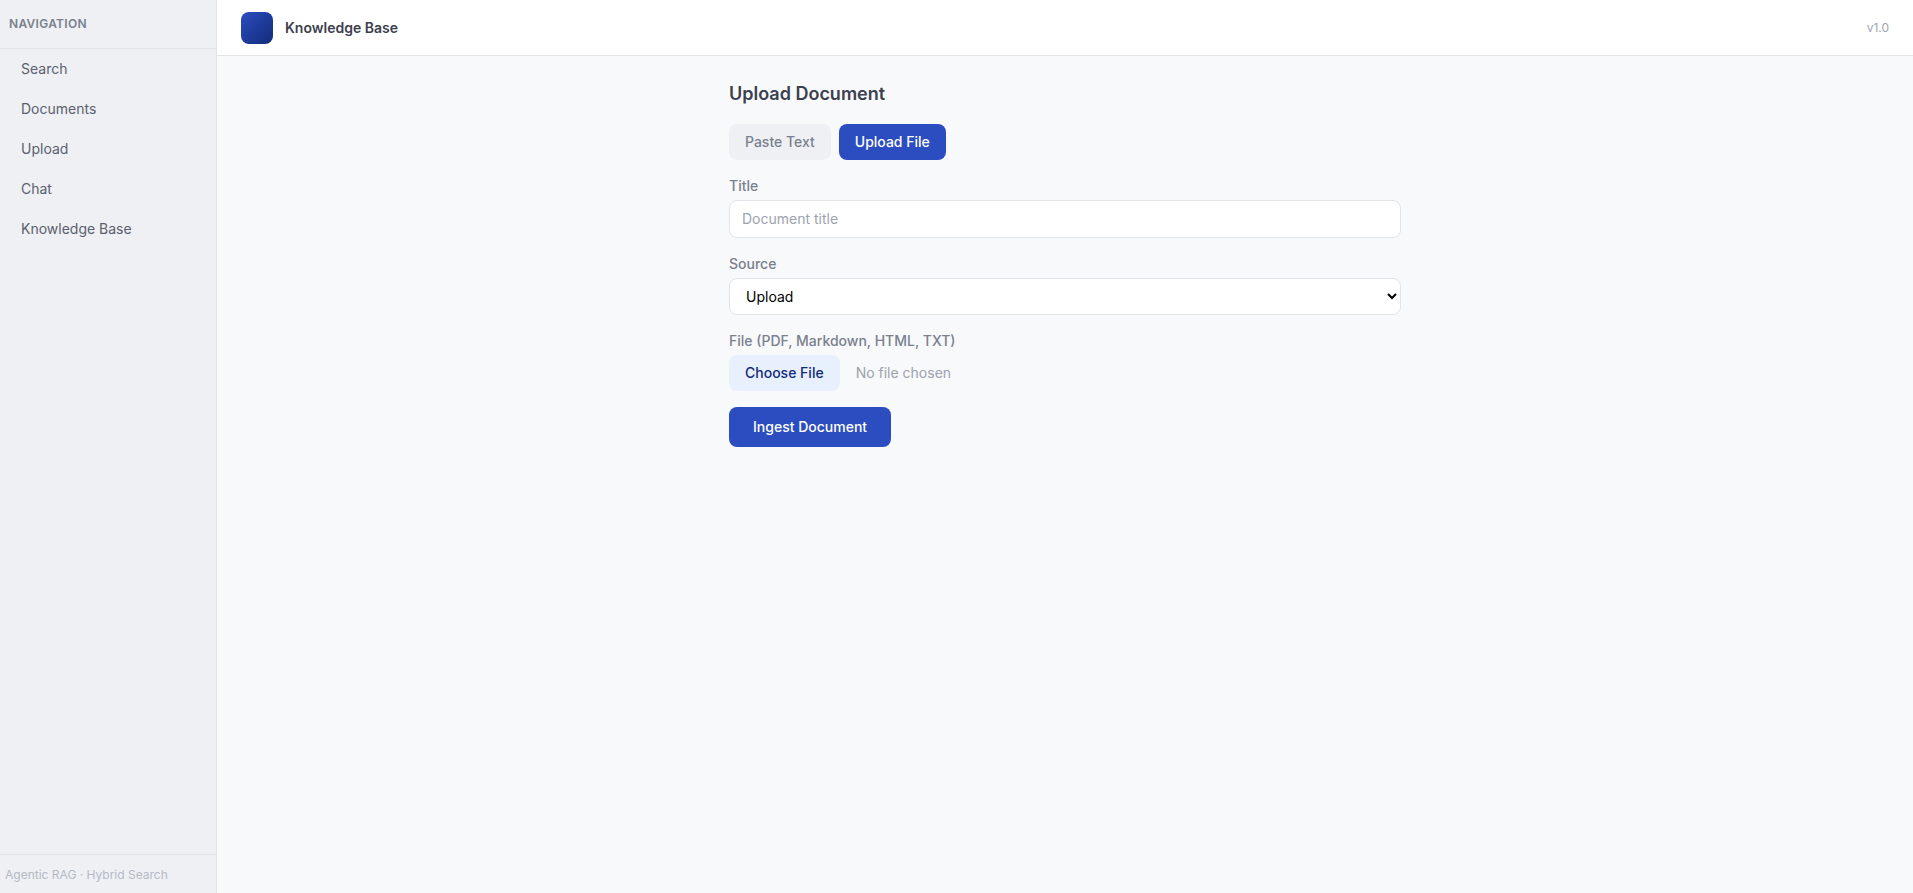 NAVIGATION
Search
Documents
Upload
Chat
Knowledge Base
Agentic RAG · Hybrid Search
Knowledge Base
v1.0
Upload Document
Paste Text
Upload File
Title
Document title
Source
Upload
File (PDF, Markdown, HTML, TXT)
Choose File
No file chosen
Ingest Document